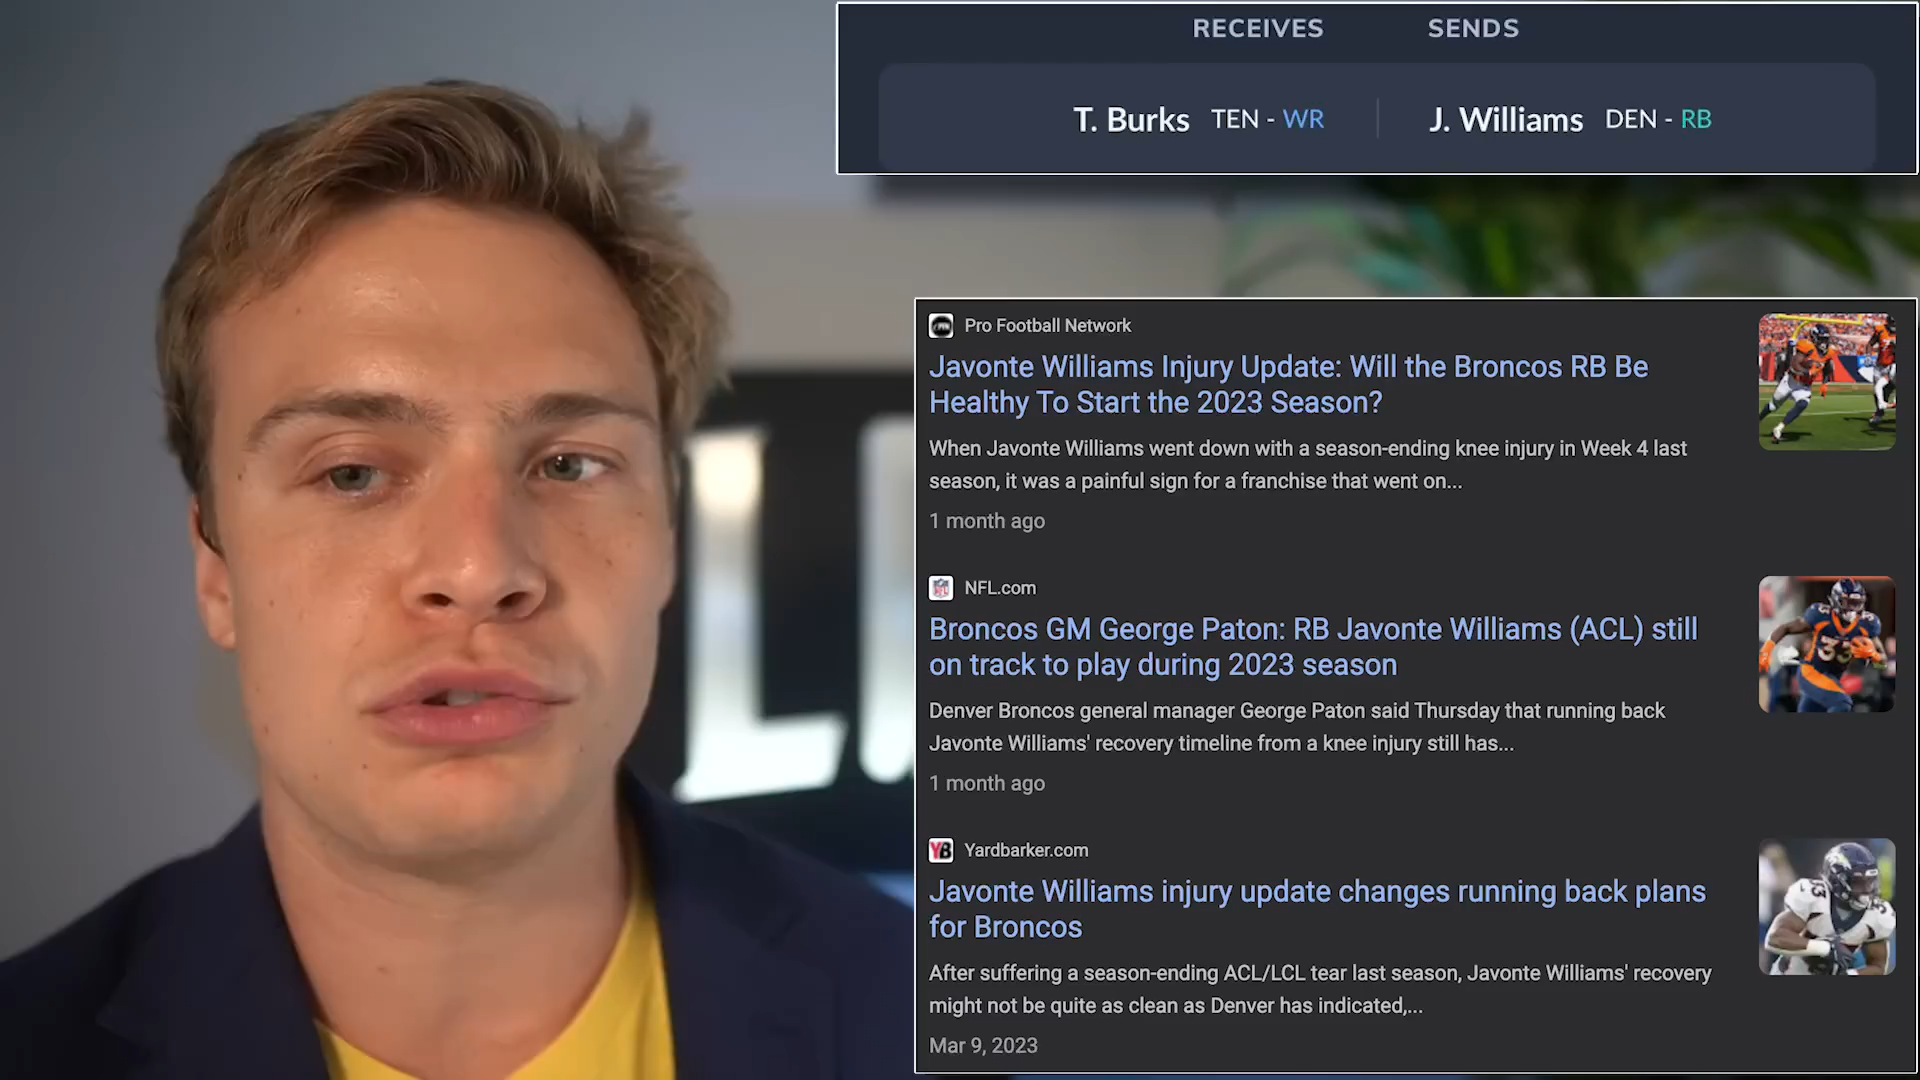 RECEIVES SENDS
T. Burks TEN - WR J. Williams DEN - RB
Pro Football Network
Javonte Williams Injury Update: Will the Broncos RB Be
Healthy To Start the 2023 Season?
When Javonte Williams went down with a season-ending knee injury in Week 4 last
season, it was a painful sign for a franchise that went on...
1 month ago
NFL.com
Broncos GM George Paton: RB Javonte Williams (ACL) still
on track to play during 2023 season
Denver Broncos general manager George Paton said Thursday that running back
Javonte Williams' recovery timeline from a knee injury still has...
1 month ago
YB Yardbarker.com
Javonte Williams injury update changes running back plans
for Broncos
After suffering a season-ending ACL/LCL tear last season, Javonte Williams' recovery
might not be quite as clean as Denver has indicated,...
Mar 9, 2023
33